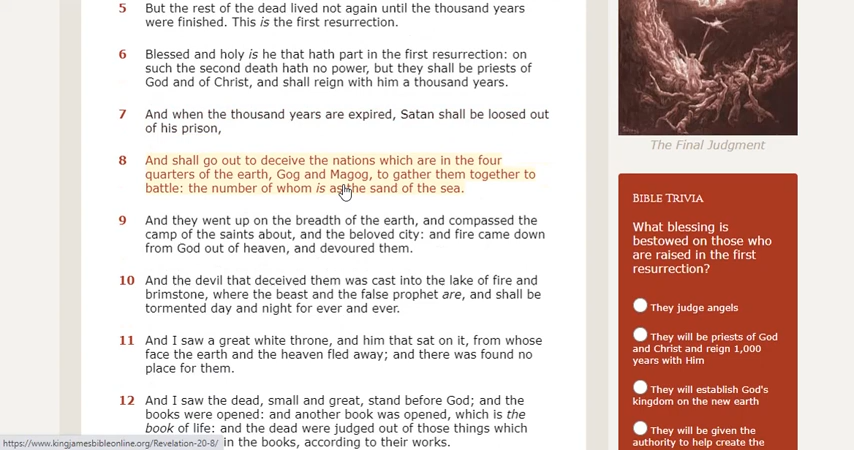 5 But the rest of the dead lived not again until the thousand years
were finished. This is the first resurrection.
6 Blessed and holy is he that hath part in the first resurrection: on
such the second death hath no power, but they shall be priests of
God and of Christ, and shall reign with him a thousand years.
7 And when the thousand years are expired, Satan shall be loosed out
of his prison,
8 And shall go out to deceive the nations which are in the four
quarters of the earth, Gog and Magog, to gather them together to
battle: the number of whom is as the sand of the sea.
9 And they went up on the breadth of the earth, and compassed the
camp of the saints about, and the beloved city: and fire came down
from God out of heaven, and devoured them.
10 And the devil that deceived them was cast into the lake of fire and
brimstone, where the beast and the false prophet are, and shall be
tormented day and night for ever and ever.
11 And I saw a great white throne, and him that sat on it, from whose
face the earth and the heaven fled away; and there was found no
place for them.
12 And I saw the dead, small and great, stand before God; and the
books were opened: and another book was opened, which is the
book of life: and the dead were judged out of those things which
in the books, according to their works.
https://www.kingjamesbibleonline.org/Revelation-20-8/
The Final Judgment
BIBLE TRIVIA
What blessing is
bestowed on those who
are raised in the first
resurrection?
They judge angels
They will be priests of God
and Christ and reign 1,000
years with Him
They will establish God's
kingdom on the new earth
They will be given the
authority to help create the